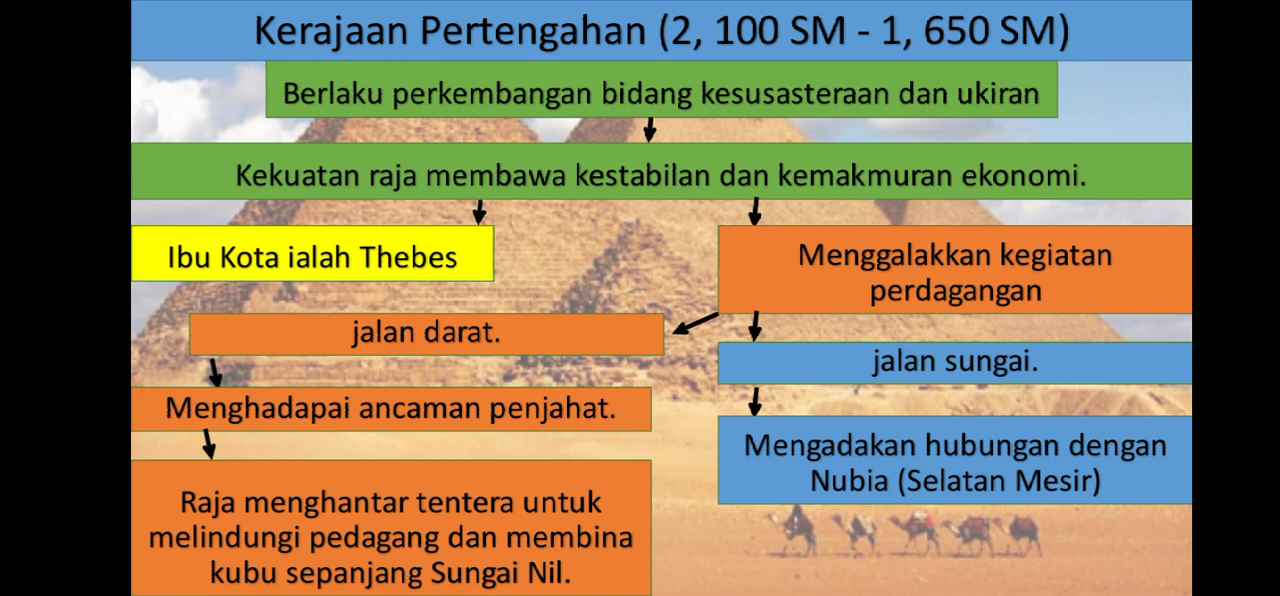 Kerajaan Pertengahan (2, 100 SM - 1, 650 SM)
Berlaku perkembangan bidang kesusasteraan dan ukiran
Kekuatan raja membawa kestabilan dan kemakmuran ekonomi.
Ibu Kota ialah Thebes
Menggalakkan kegiatan
perdagangan
jalan darat.
jalan sungai.
Menghadapai ancaman penjahat.
Mengadakan hubungan dengan
Nubia (Selatan Mesir)
Raja menghantar tentera untuk
melindungi pedagang dan membina
kubu sepanjang Sungai Nil.